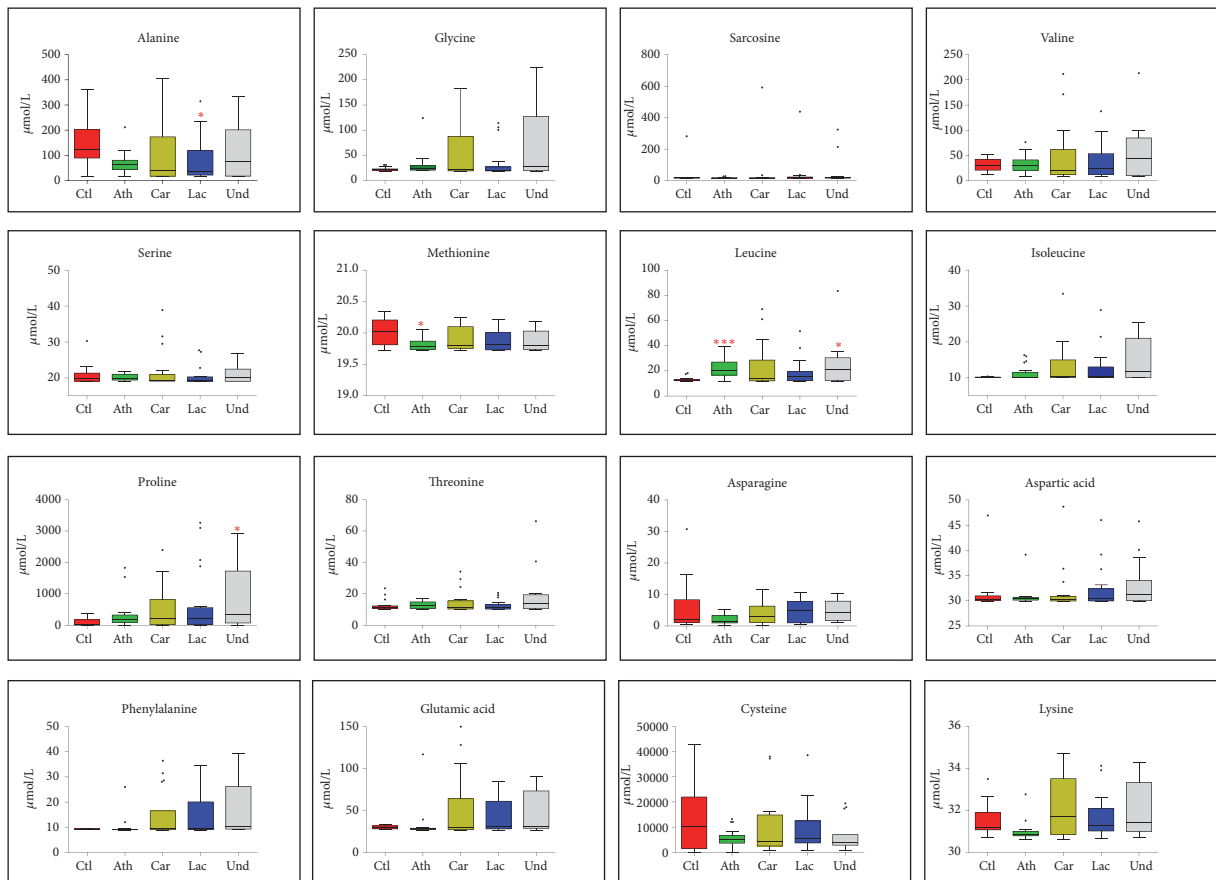 Alanine
500
400
300
200
100
0
μmol/L
*
Ctl Ath Car Lac Und
Glycine
250
200
150
100
50
0
μmol/L
Ctl Ath Car Lac Und
Sarcosine
800
600
400
200
0
μmol/L
Ctl Ath Car Lac Und
Valine
250
200
150
100
50
0
μmol/L
Ctl Ath Car Lac Und
Serine
50
40
30
20
μmol/L
Ctl Ath Car Lac Und
Methionine
21.0
20.5
20.0
19.5
19.0
μmol/L
*
Ctl Ath Car Lac Und
Leucine
100
80
60
40
20
0
μmol/L
***
*
Ctl Ath Car Lac Und
Isoleucine
40
30
20
10
μmol/L
Ctl Ath Car Lac Und
Proline
4000
3000
2000
1000
0
μmol/L
*
Ctl Ath Car Lac Und
Threonine
80
60
40
20
0
μmol/L
Ctl Ath Car Lac Und
Asparagine
40
30
20
10
0
μmol/L
Ctl Ath Car Lac Und
Aspartic acid
50
45
40
35
30
25
μmol/L
Ctl Ath Car Lac Und
Phenylalanine
50
40
30
20
10
0
μmol/L
Ctl Ath Car Lac Und
Glutamic acid
150
100
50
0
μmol/L
Ctl Ath Car Lac Und
Cysteine
50000
40000
30000
20000
10000
0
μmol/L
Ctl Ath Car Lac Und
Lysine
36
34
32
30
μmol/L
Ctl Ath Car Lac Und